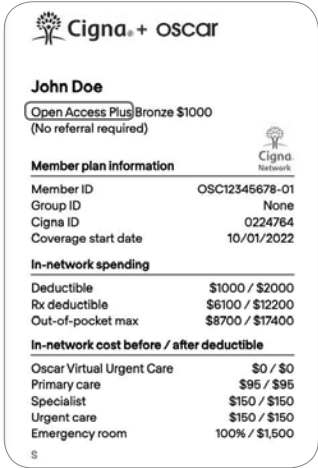 Cigna® + oscar
John Doe
Open Access Plus Bronze $1000
(No referral required)
Cigna
Network
Member plan information
Member ID OSC12345678-01
Group ID None
Cigna ID 0224764
Coverage start date 10/01/2022
In-network spending
Deductible $1000 / $2000
Rx deductible $6100 / $12200
Out-of-pocket max $8700 / $17400
In-network cost before / after deductible
Oscar Virtual Urgent Care $0 / $0
Primary care $95 / $95
Specialist $150 / $150
Urgent care $150 / $150
Emergency room 100% / $1,500
S